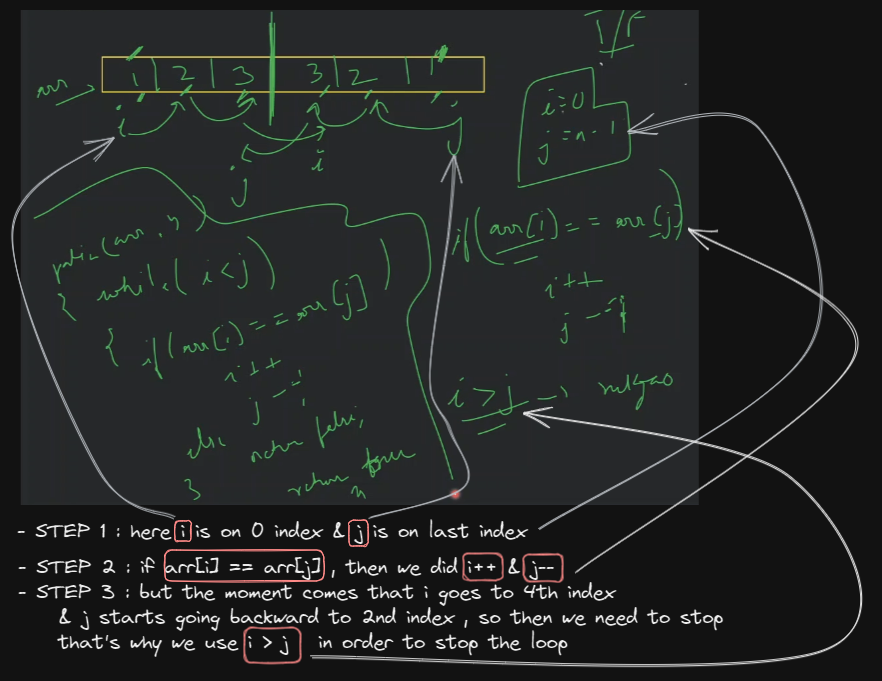 T/F
arr → 1 | 2 | 3 3 | 2 | 1
i j
j i
i = 0
j = n - 1
if(arr[i] == arr[j])
i++
j--;
i > j →
(arr, n)
{ while( i < j )
{ if(arr[i] == arr[j])
i++
j--;
else return false;
}
return true
- STEP 1 : here i is on 0 index & j is on last index
- STEP 2 : if arr[i] == arr[j] , then we did i++ & j--
- STEP 3 : but the moment comes that i goes to 4th index
& j starts going backward to 2nd index , so then we need to stop
that's why we use i > j in order to stop the loop